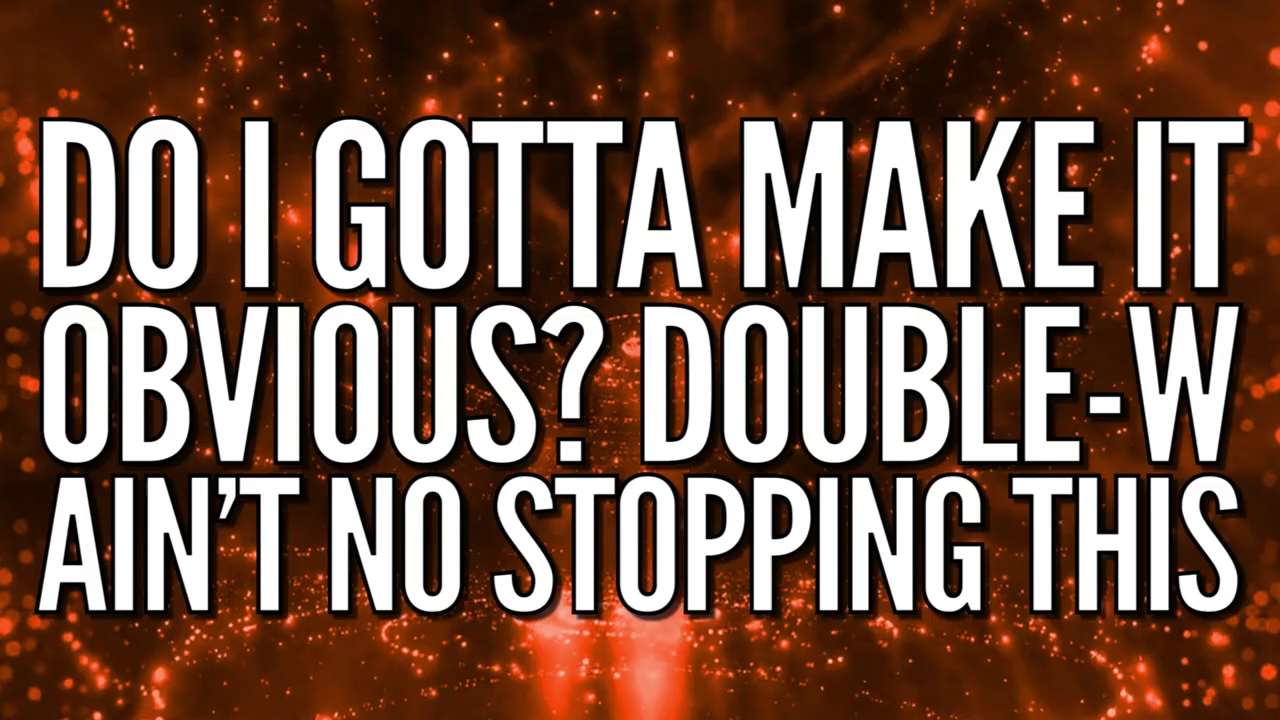 DO I GOTTA MAKE IT
OBVIOUS? DOUBLE-W
AIN’T NO STOPPING THIS